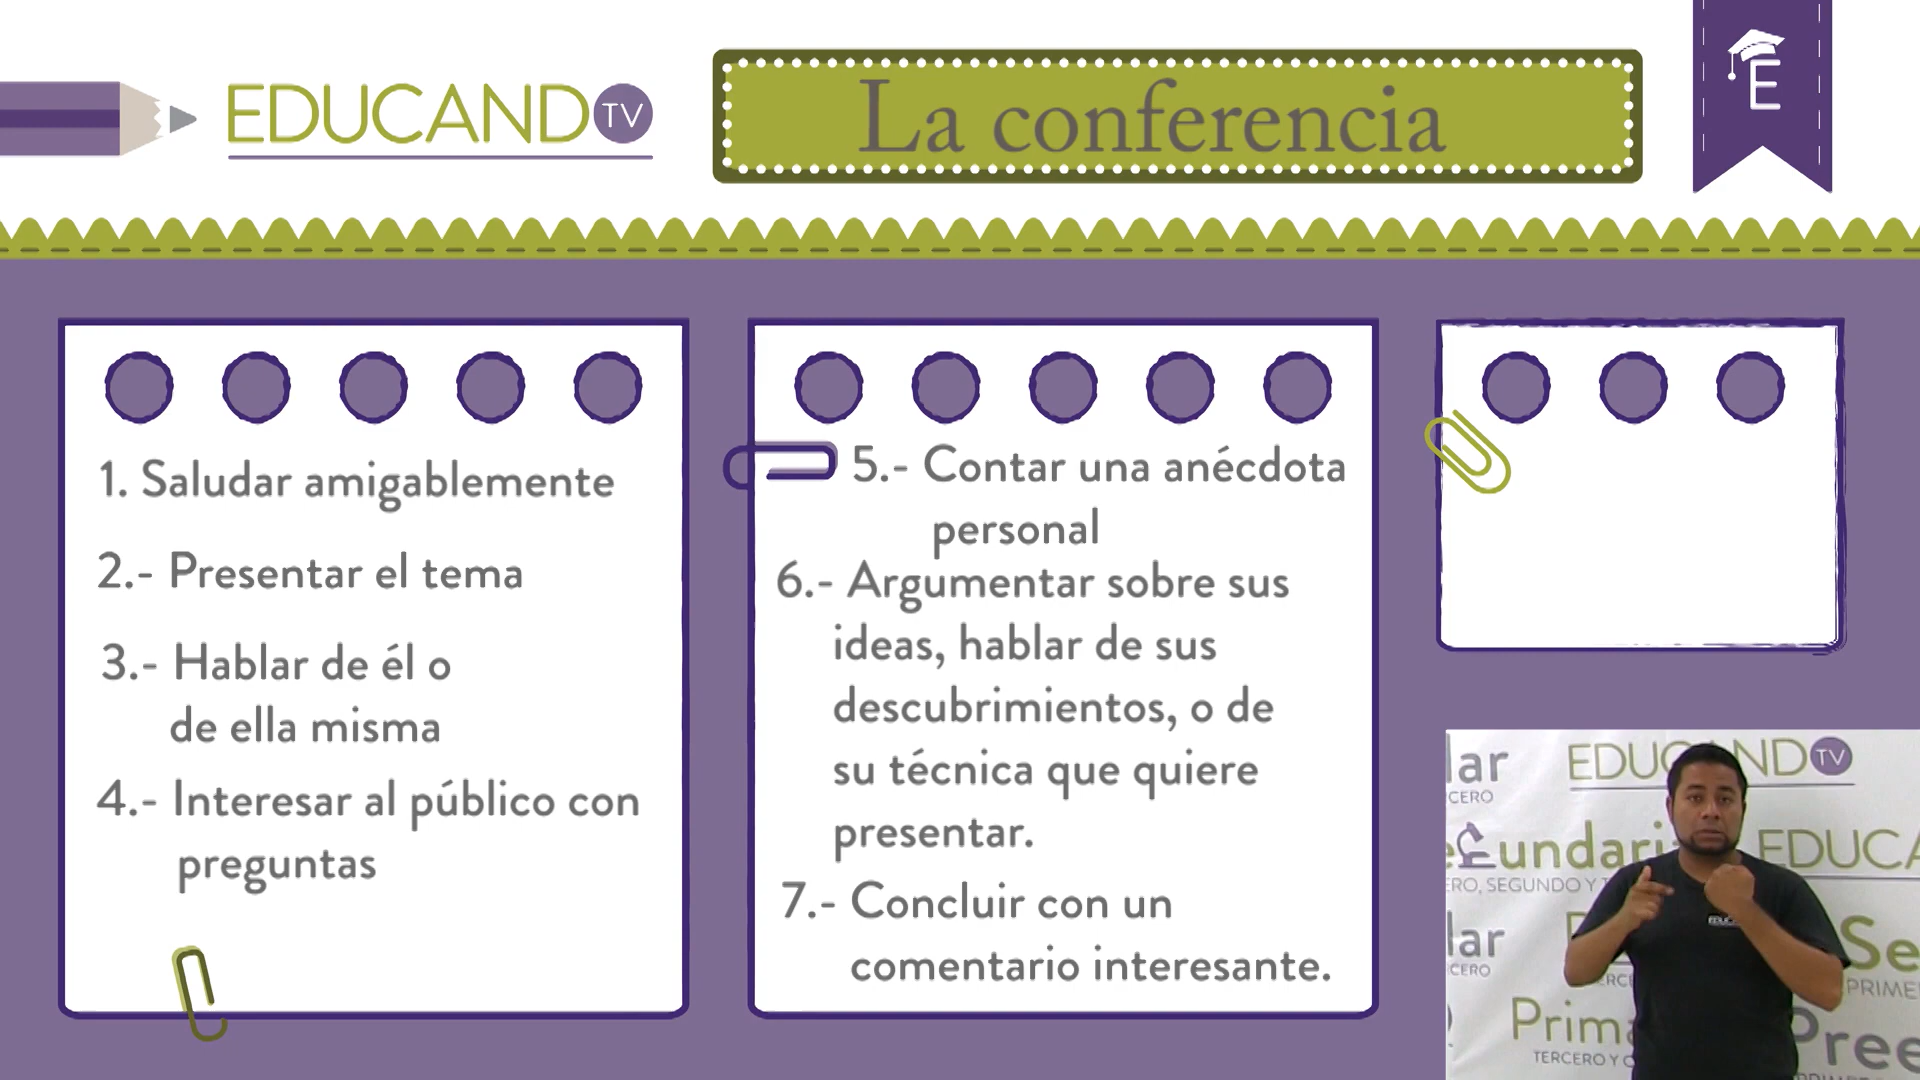 EDUCANDO TV
La conferencia
E
1. Saludar amigablemente
2.- Presentar el tema
3.- Hablar de él o
de ella misma
4.- Interesar al público con
preguntas
5.- Contar una anécdota
personal
6.- Argumentar sobre sus
ideas, hablar de sus
descubrimientos, o de
su técnica que quiere
presentar.
7.- Concluir con un
comentario interesante.